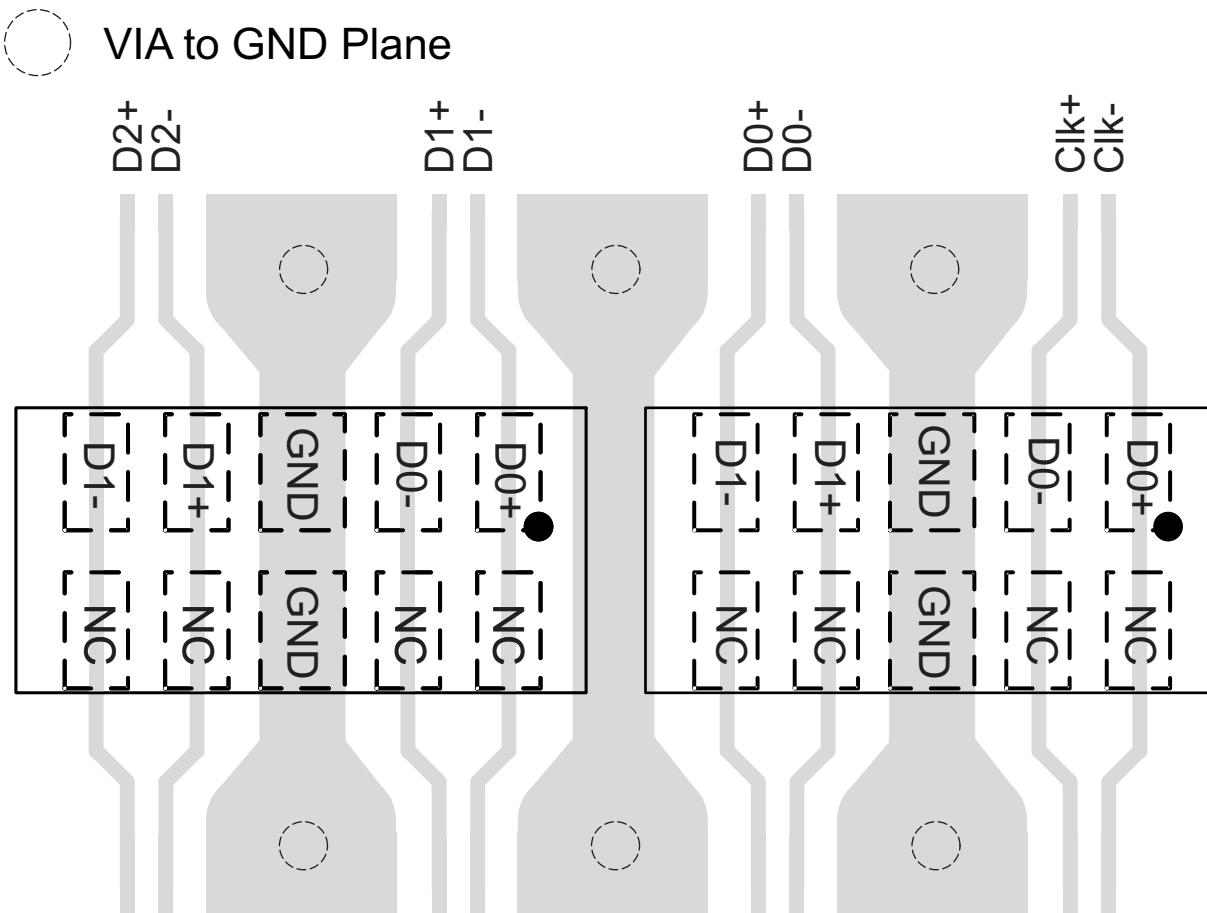 VIA to GND Plane
D2+
D2-
D1+
D1-
D0+
D0-
Clk+
Clk-
D1-
D1+
GND
D0-
D0+
D1-
D1+
GND
D0-
D0+
NC
NC
GND
NC
NC
NC
NC
GND
NC
NC